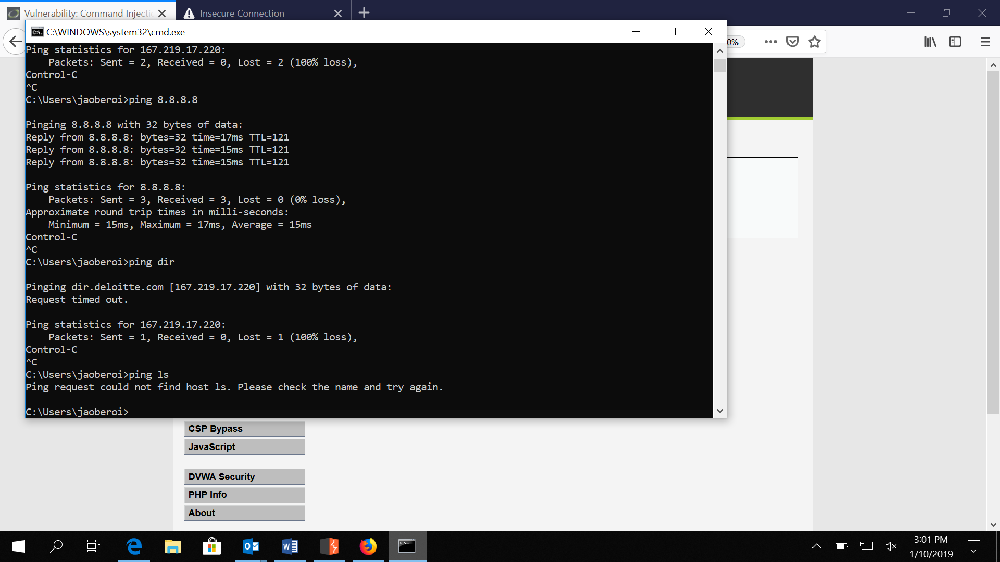 Vulnerability: Command Injecti
Insecure Connection
C:\WINDOWS\system32\cmd.exe
0%
Ping statistics for 167.219.17.220:
    Packets: Sent = 2, Received = 0, Lost = 2 (100% loss),
Control-C
^C
C:\Users\jaoberoi>ping 8.8.8.8
Pinging 8.8.8.8 with 32 bytes of data:
Reply from 8.8.8.8: bytes=32 time=17ms TTL=121
Reply from 8.8.8.8: bytes=32 time=15ms TTL=121
Reply from 8.8.8.8: bytes=32 time=15ms TTL=121
Ping statistics for 8.8.8.8:
    Packets: Sent = 3, Received = 3, Lost = 0 (0% loss),
Approximate round trip times in milli-seconds:
    Minimum = 15ms, Maximum = 17ms, Average = 15ms
Control-C
^C
C:\Users\jaoberoi>ping dir
Pinging dir.deloitte.com [167.219.17.220] with 32 bytes of data:
Request timed out.
Ping statistics for 167.219.17.220:
    Packets: Sent = 1, Received = 0, Lost = 1 (100% loss),
Control-C
^C
C:\Users\jaoberoi>ping ls
Ping request could not find host ls. Please check the name and try again.
C:\Users\jaoberoi>
CSP Bypass
JavaScript
DVWA Security
PHP Info
About
3:01 PM
1/10/2019